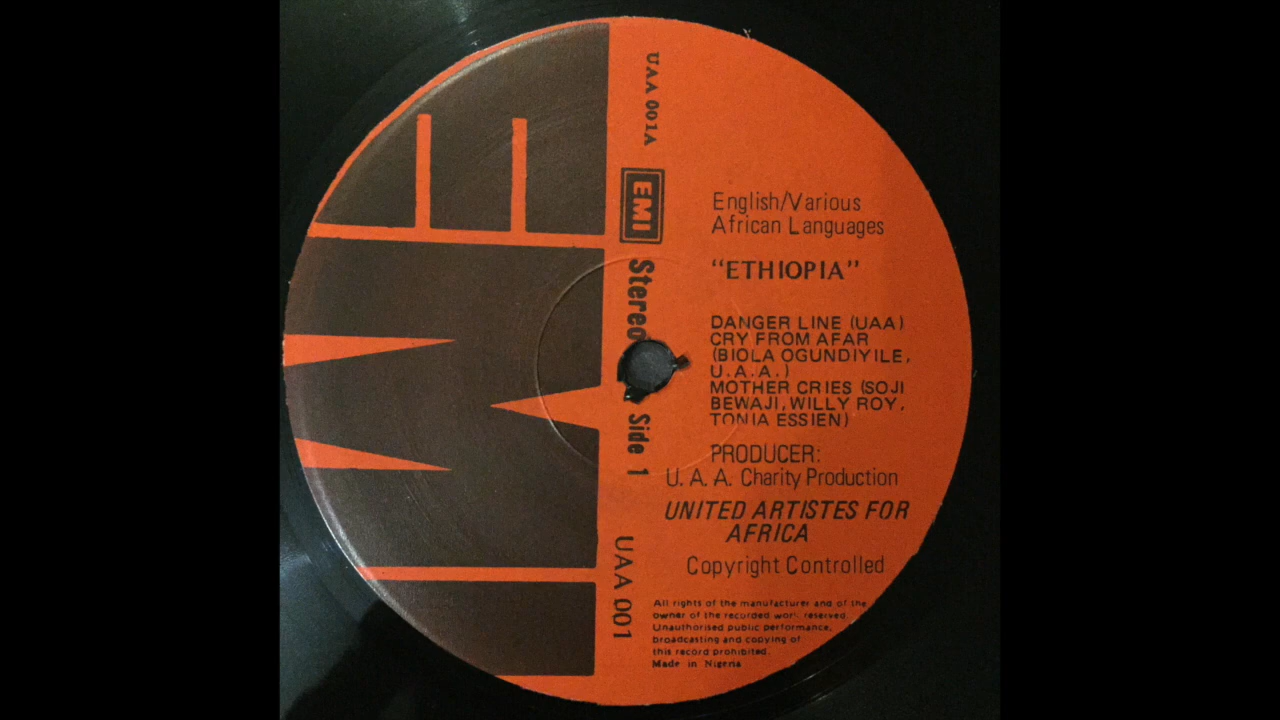 UAA 001A
EMI
Stereo
Side 1
UAA 001
English/Various
African Languages
"ETHIOPIA"
DANGER LINE (UAA)
CRY FROM AFAR
(BIOLA OGUNDIYILE,
U.A.A.)
MOTHER CRIES (SOJI
BEWAJI, WILLY ROY,
TONIA ESSIEN)
PRODUCER:
U. A. A. Charity Production
UNITED ARTISTES FOR
AFRICA
Copyright Controlled
All rights of the manufacturer and of the
owner of the recorded work reserved.
Unauthorised public performance,
broadcasting and copying of
this record prohibited.
Made in Nigeria
EMI